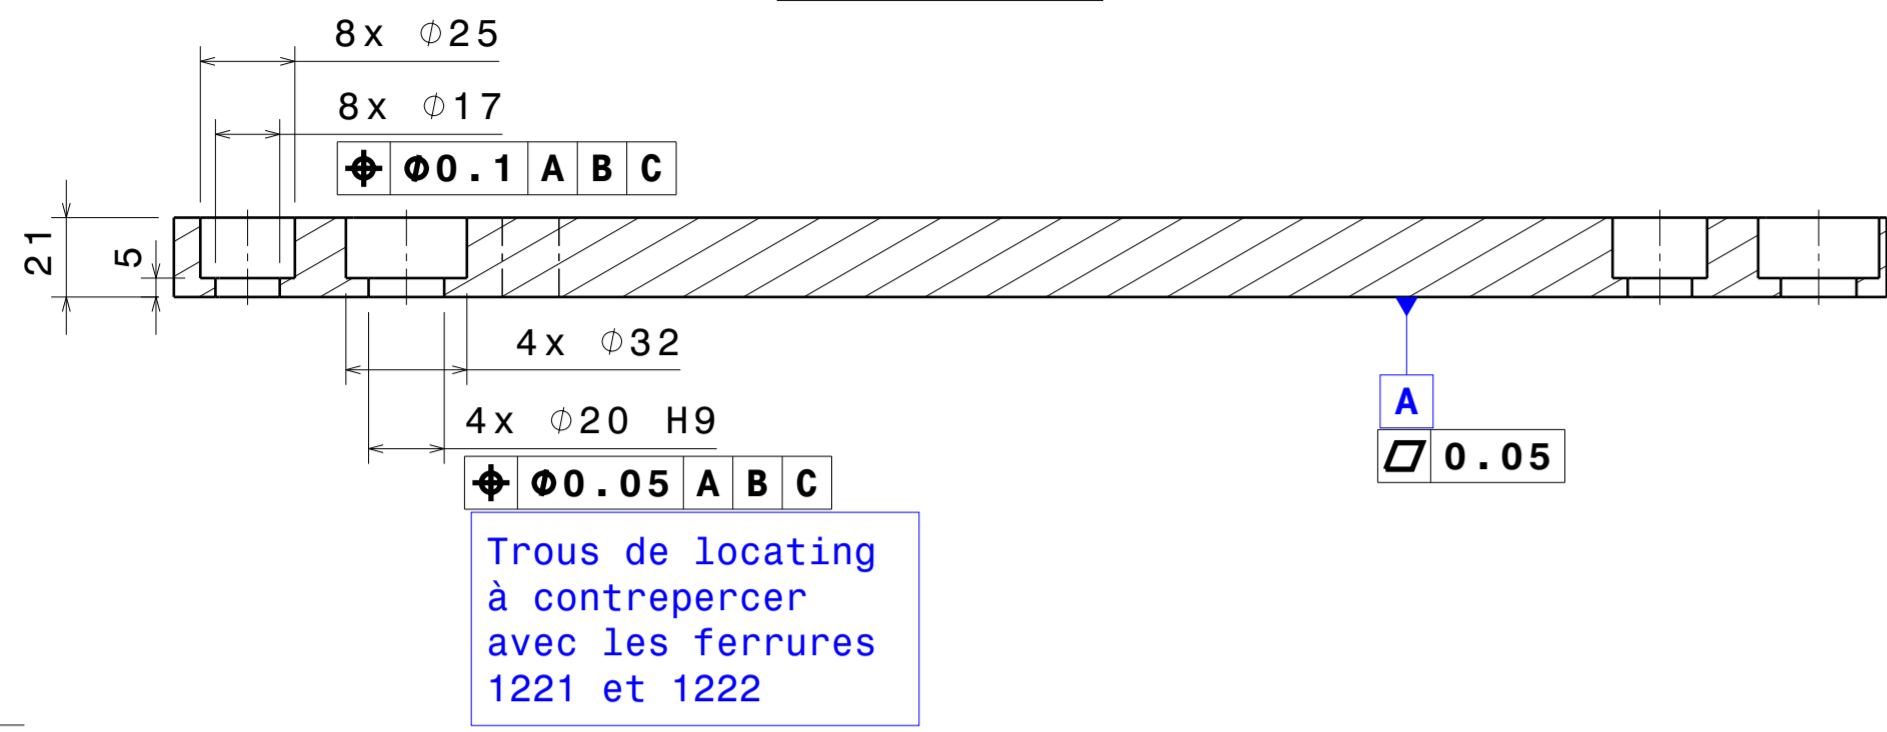 8x ⌀25
8x ⌀17
⌖ ⌀0.1 A B C
21
5
4x ⌀32
4x ⌀20 H9
⌖ ⌀0.05 A B C
A
⏥ 0.05
Trous de locating
à contrepercer
avec les ferrures
1221 et 1222